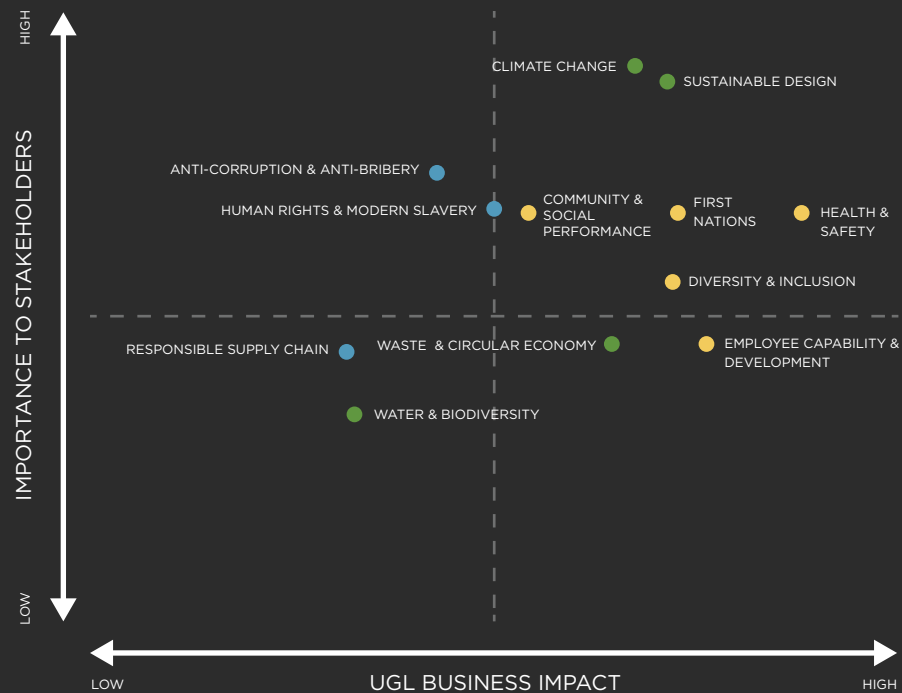 HIGH
CLIMATE CHANGE
SUSTAINABLE DESIGN
ANTI-CORRUPTION & ANTI-BRIBERY
HUMAN RIGHTS & MODERN SLAVERY
COMMUNITY &
SOCIAL
PERFORMANCE
FIRST
NATIONS
HEALTH &
SAFETY
DIVERSITY & INCLUSION
IMPORTANCE TO STAKEHOLDERS
RESPONSIBLE SUPPLY CHAIN
WASTE & CIRCULAR ECONOMY
EMPLOYEE CAPABILITY &
DEVELOPMENT
WATER & BIODIVERSITY
LOW
LOW
UGL BUSINESS IMPACT
HIGH